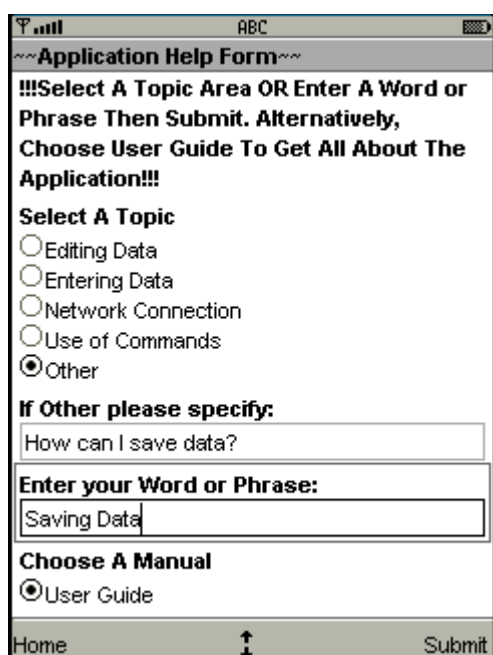 ABC
~~Application Help Form~~
!!!Select A Topic Area OR Enter A Word or
Phrase Then Submit. Alternatively,
Choose User Guide To Get All About The
Application!!!
Select A Topic
Editing Data
Entering Data
Network Connection
Use of Commands
Other
If Other please specify:
How can I save data?
Enter your Word or Phrase:
Saving Data
Choose A Manual
User Guide
Home Submit